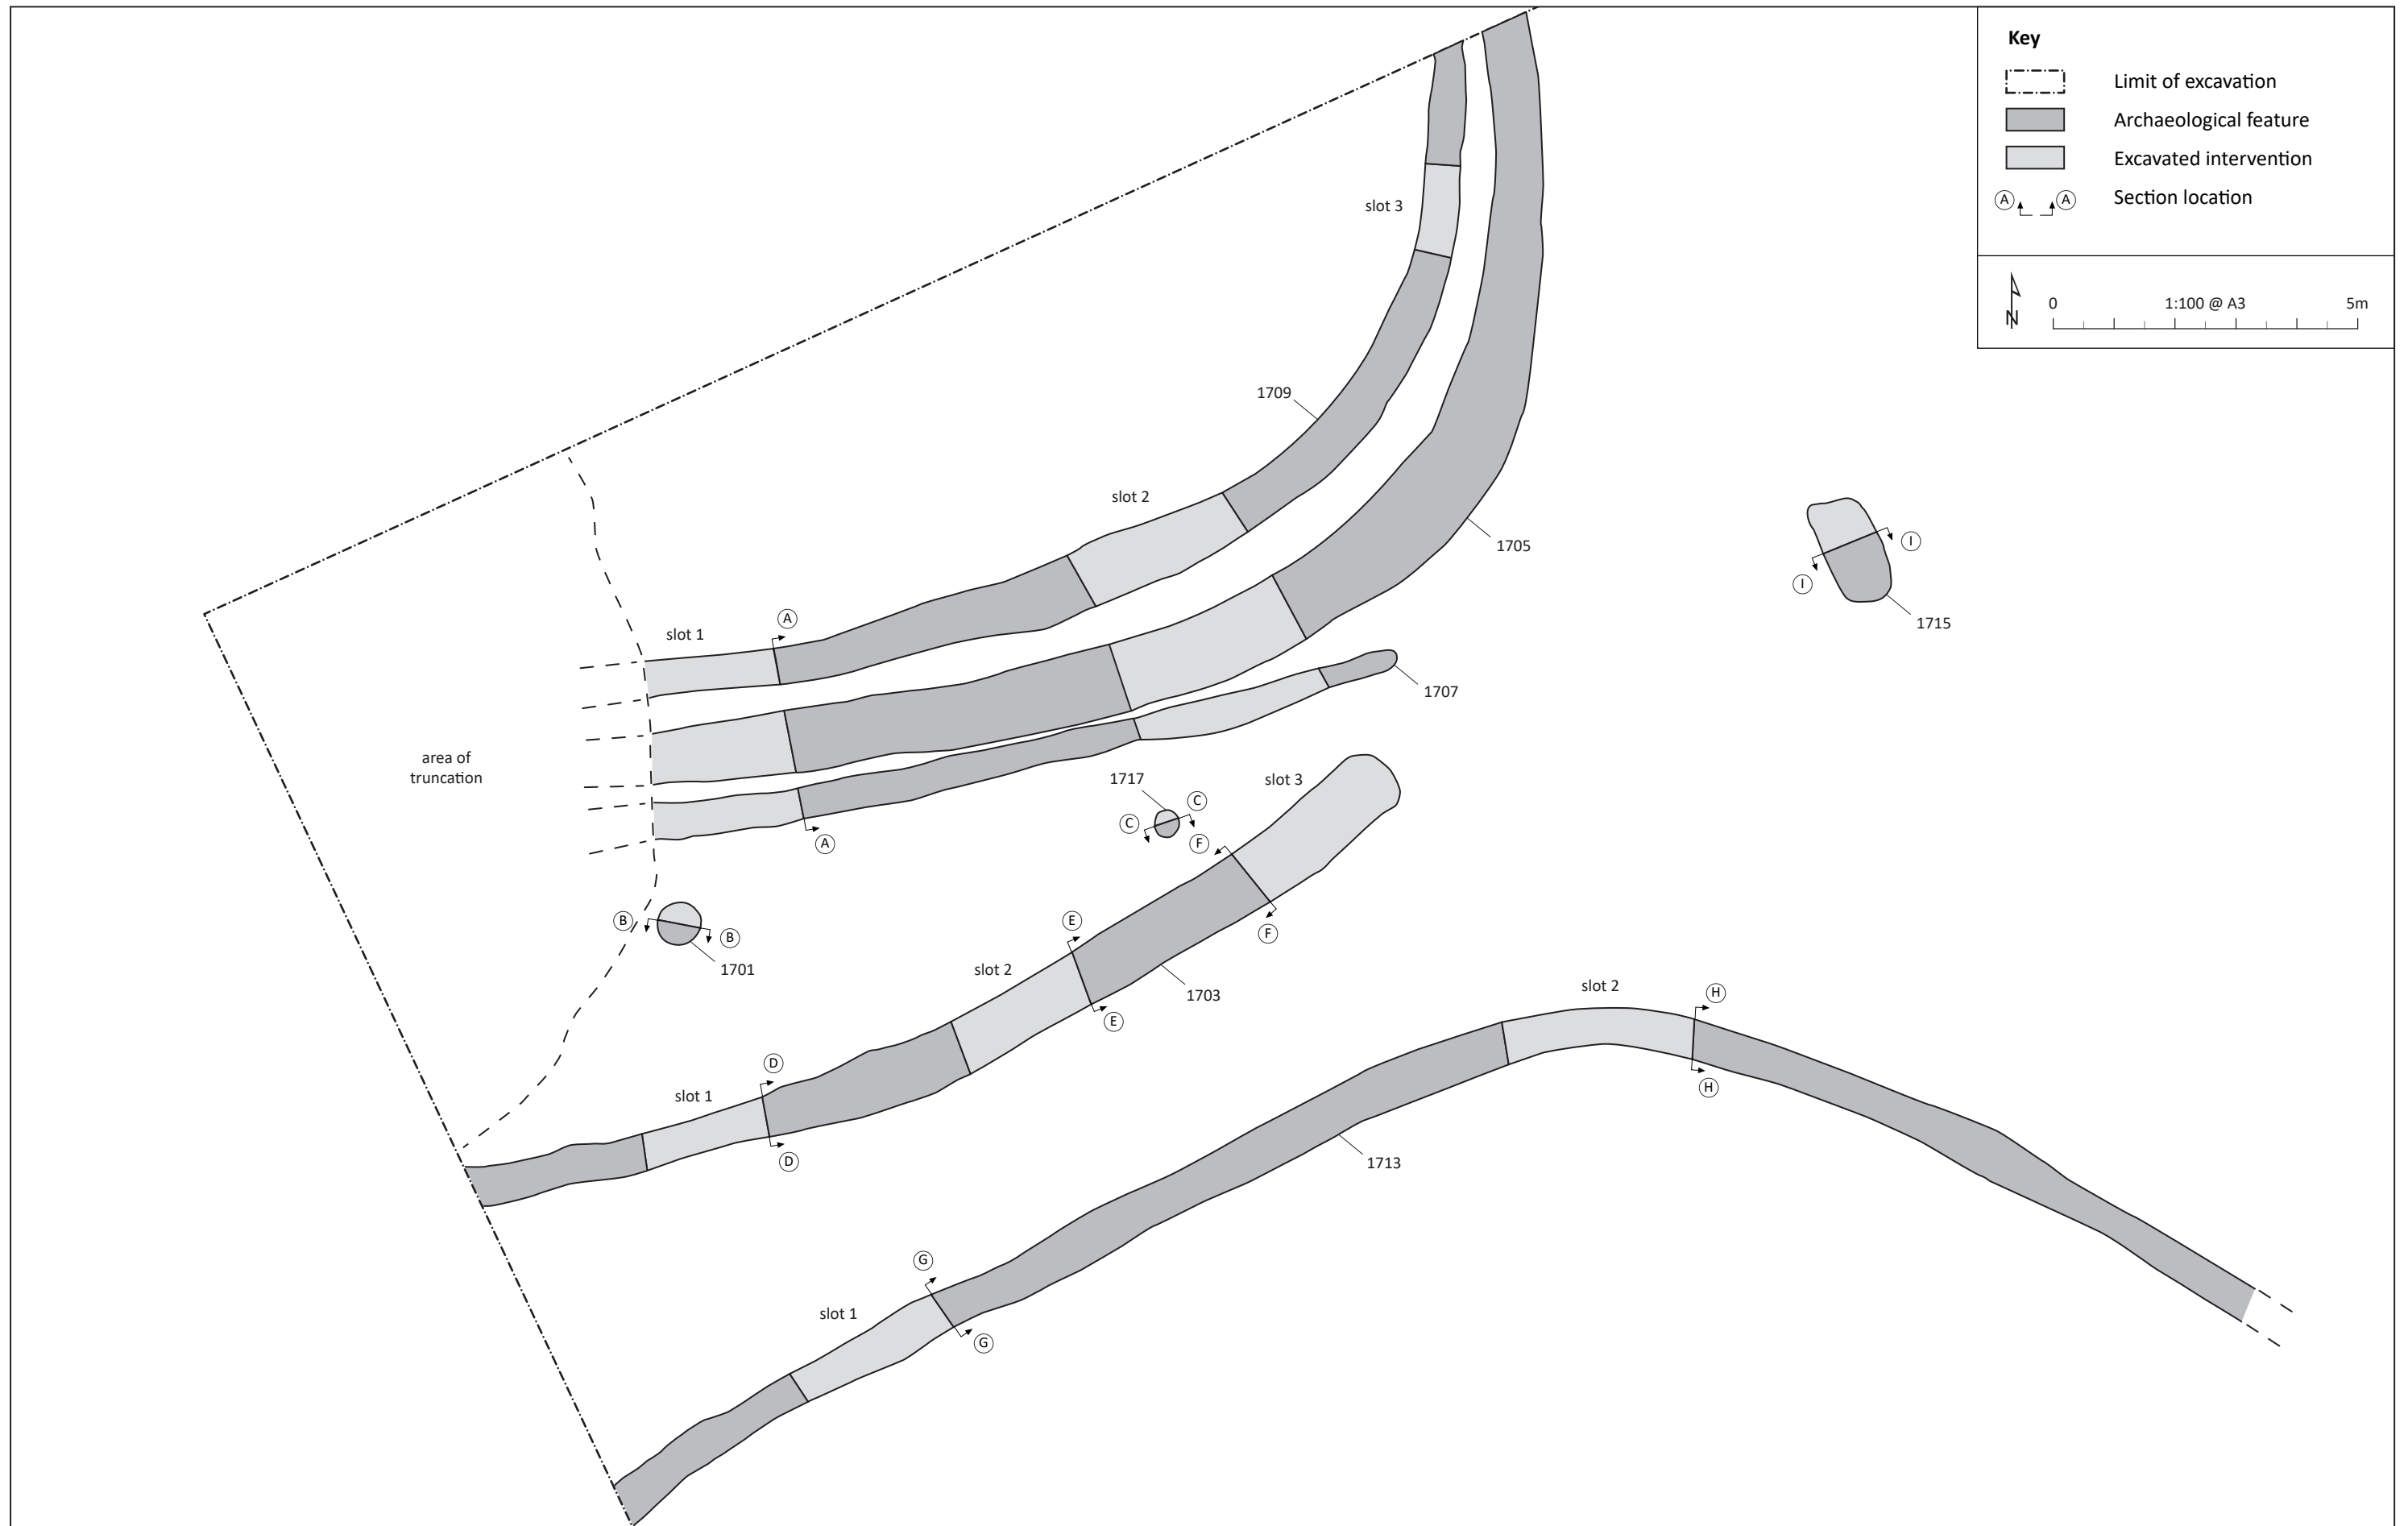 Key
Limit of excavation
Archaeological feature
Excavated intervention
A A Section location
N
0 1:100 @ A3 5m
slot 3
1709
slot 2
1705
I
I
1715
A
slot 1
1707
area of
truncation
1717
slot 3
C
C
F
A
B
B
1701
E
F
slot 2
1703
E
slot 2
H
D
H
slot 1
D
1713
G
slot 1
G